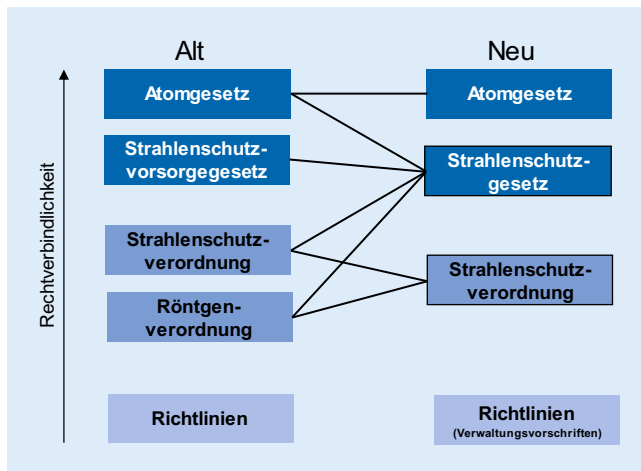 Alt
Neu
Rechtverbindlichkeit
Atomgesetz
Atomgesetz
Strahlenschutz-
vorsorgegesetz
Strahlenschutz-
gesetz
Strahlenschutz-
verordnung
Strahlenschutz-
verordnung
Röntgen-
verordnung
Richtlinien
Richtlinien
(Verwaltungsvorschriften)